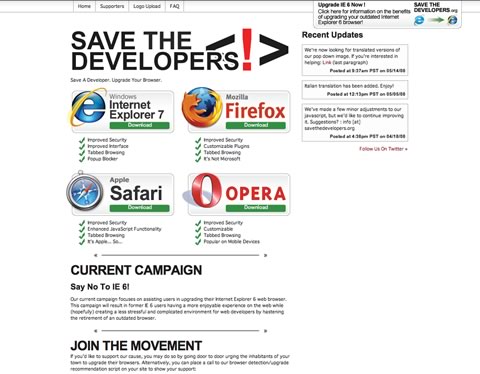 Home Supporters Logo Upload FAQ
Upgrade IE 6 Now !
Click here for information on the benefits
of upgrading your outdated Internet
Explorer 6 browser!
SAVE THE
DEVELOPERS.org
SAVE THE
DEVELOPERS
<!>
Save A Developer. Upgrade Your Browser.
Windows
Internet
Explorer 7
Download
Improved Security
Improved Interface
Tabbed Browsing
Popup Blocker
Mozilla
Firefox
Download
Improved Security
Customizable Plugins
Tabbed Browsing
It's Not Microsoft
Apple
Safari
Download
Improved Security
Enhanced JavaScript Functionality
Tabbed Browsing
It's Apple... So...
OPERA
Download
Improved Security
Customizable
Tabbed Browsing
Popular on Mobile Devices
CURRENT CAMPAIGN
Say No To IE 6!
Our current campaign focuses on assisting users in upgrading their Internet Explorer 6 web browser.
This campaign will result in former IE 6 users having a more enjoyable experience on the web while
(hopefully) creating a less stressful and complicated environment for web developers by hastening
the retirement of an outdated browser.
JOIN THE MOVEMENT
If you'd like to support our cause, you may do so by going door to door urging the inhabitants of your
town to upgrade their browsers. Alternatively, you can place a call to our browser detection/upgrade
recommendation script on your site to show your support:
Recent Updates
We're now looking for translated versions of
our pop down image. If you're interested in
helping: Link (last paragraph)
Posted at 9:37am PST on 05/14/08
Italian translation has been added. Enjoy!
Posted at 12:13pm PST on 05/05/08
We've made a few minor adjustments to our
javascript, but we'd like to continue improving
it. Suggestions? : info [at]
savethedevelopers.org
Posted at 4:36pm PST on 04/18/08
Follow Us On Twitter »